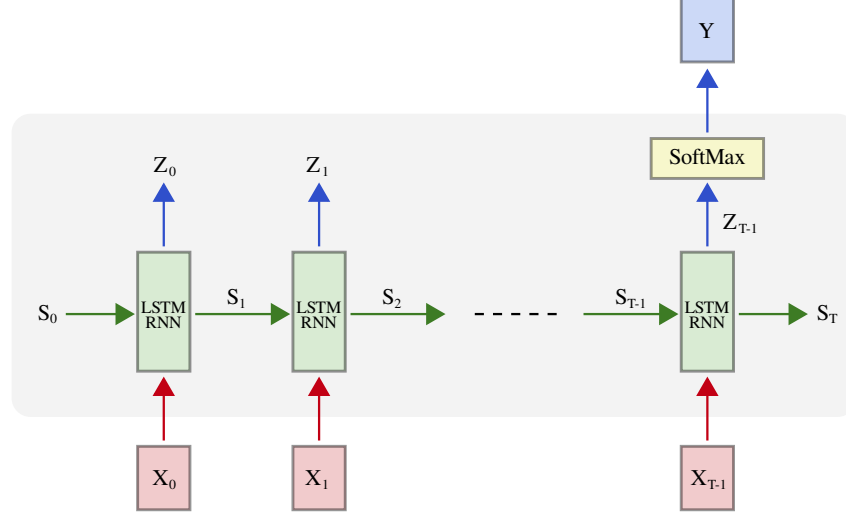 Y
SoftMax
Z0
Z1
ZT-1
S0
LSTM
RNN
S1
LSTM
RNN
S2
ST-1
LSTM
RNN
ST
X0
X1
XT-1